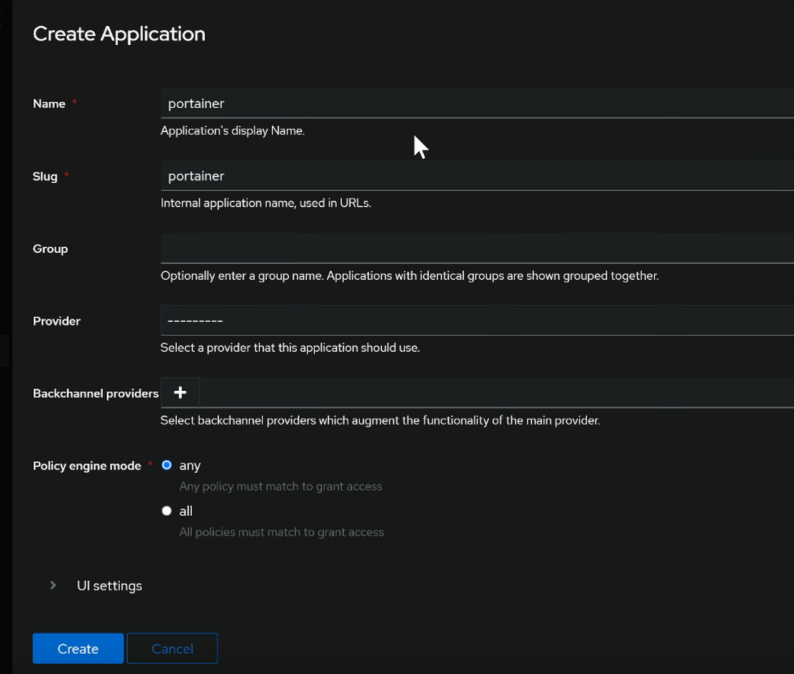 Create Application
Name *
portainer
Application's display Name.
Slug *
portainer
Internal application name, used in URLs.
Group
Optionally enter a group name. Applications with identical groups are shown grouped together.
Provider
---------
Select a provider that this application should use.
Backchannel providers
+
Select backchannel providers which augment the functionality of the main provider.
Policy engine mode *
any
Any policy must match to grant access
all
All policies must match to grant access
UI settings
Create
Cancel